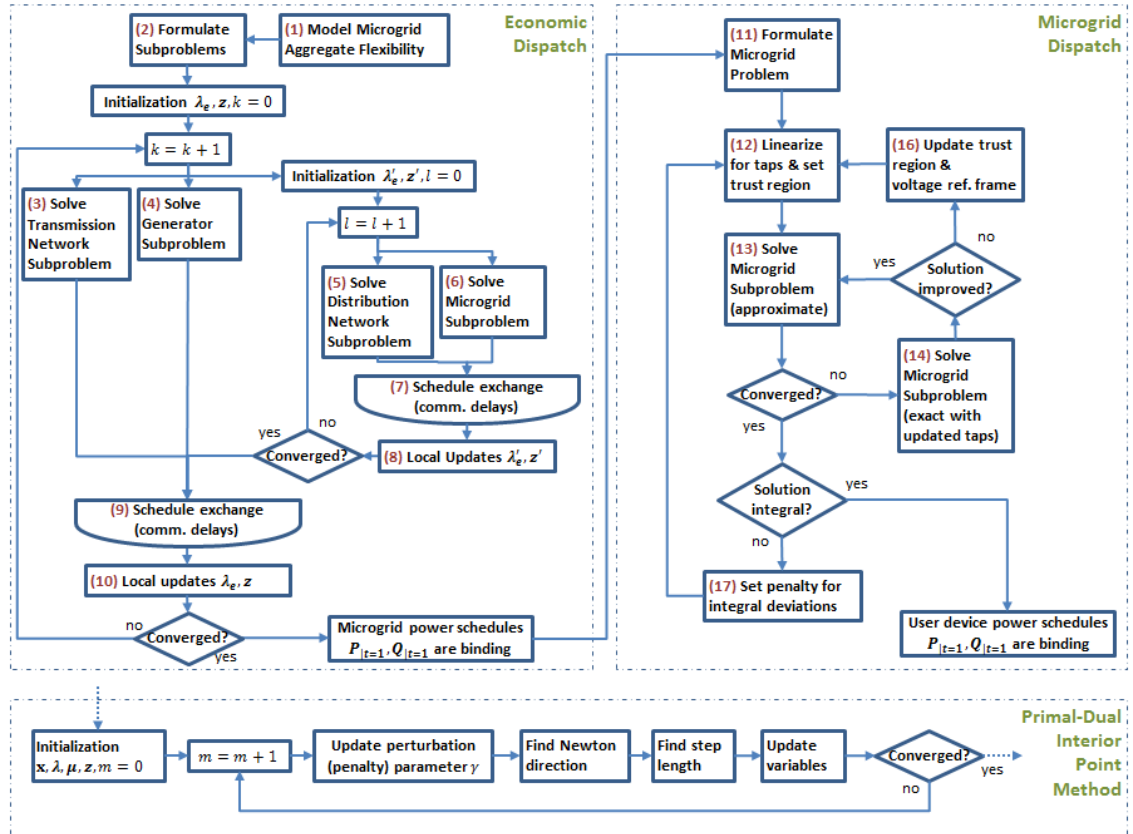 Economic
Dispatch
(2) Formulate
Subproblems
(1) Model Microgrid
Aggregate Flexibility
Initialization λₑ, z, k = 0
k = k + 1
Initialization λ′ₑ, z′, l = 0
(3) Solve
Transmission
Network
Subproblem
(4) Solve
Generator
Subproblem
l = l + 1
(5) Solve
Distribution
Network
Subproblem
(6) Solve
Microgrid
Subproblem
(7) Schedule exchange
(comm. delays)
(8) Local Updates λ′ₑ, z′
Converged?
yes
no
(9) Schedule exchange
(comm. delays)
(10) Local updates λₑ, z
Converged?
no
yes
Microgrid power schedules
P|t=1, Q|t=1 are binding
Microgrid
Dispatch
(11) Formulate
Microgrid
Problem
(12) Linearize
for taps & set
trust region
(16) Update trust
region &
voltage ref. frame
(13) Solve
Microgrid
Subproblem
(approximate)
no
yes
Solution
improved?
(14) Solve
Microgrid
Subproblem
(exact with
updated taps)
Converged?
no
yes
Solution
integral?
yes
no
(17) Set penalty for
integral deviations
User device power schedules
P|t=1, Q|t=1 are binding
Primal-Dual
Interior
Point
Method
Initialization
x, λ, μ, z, m = 0
m = m + 1
Update perturbation
(penalty) parameter γ
Find Newton
direction
Find step
length
Update
variables
Converged?
yes
no